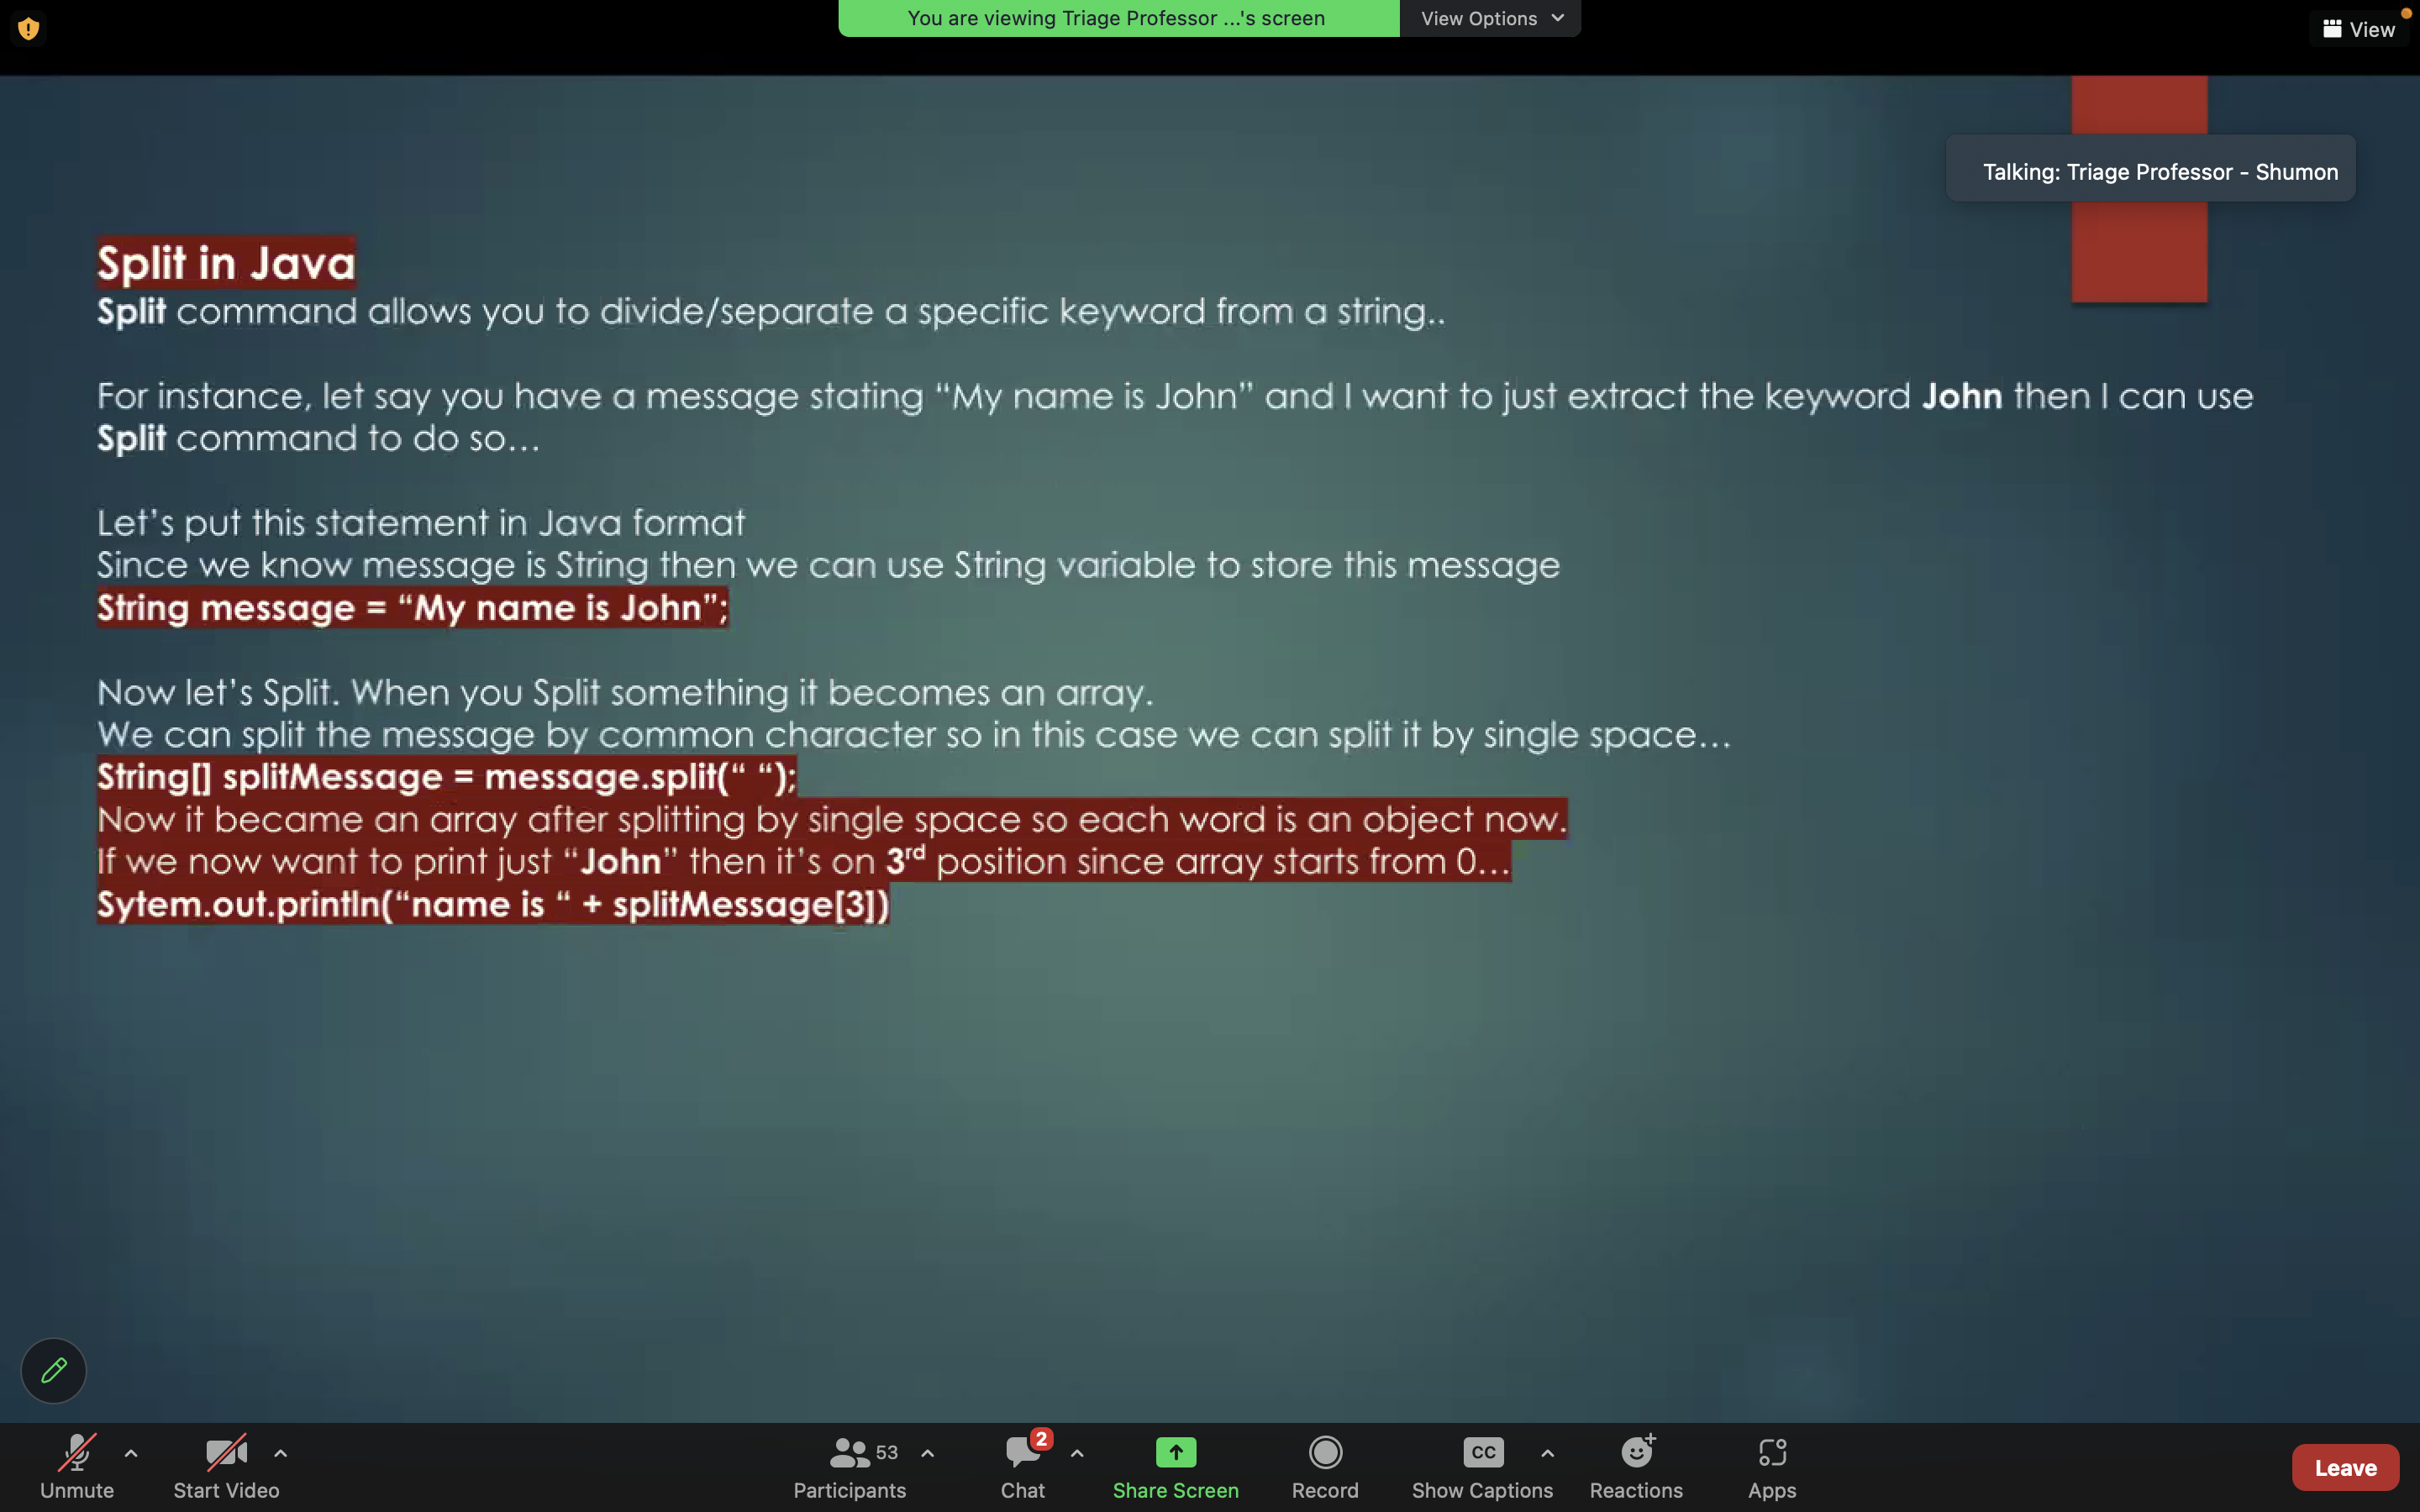 You are viewing Triage Professor ...'s screen
View Options
View
Talking: Triage Professor - Shumon
Split in Java
Split command allows you to divide/separate a specific keyword from a string..
For instance, let say you have a message stating “My name is John” and I want to just extract the keyword John then I can use
Split command to do so...
Let’s put this statement in Java format
Since we know message is String then we can use String variable to store this message
String message = “My name is John”;
Now let’s Split. When you Split something it becomes an array.
We can split the message by common character so in this case we can split it by single space...
String[] splitMessage = message.split(“ “);
Now it became an array after splitting by single space so each word is an object now.
If we now want to print just “John” then it’s on 3rd position since array starts from 0...
Sytem.out.println(“name is “ + splitMessage[3])
Unmute
Start Video
53
Participants
2
Chat
Share Screen
Record
CC
Show Captions
Reactions
Apps
Leave